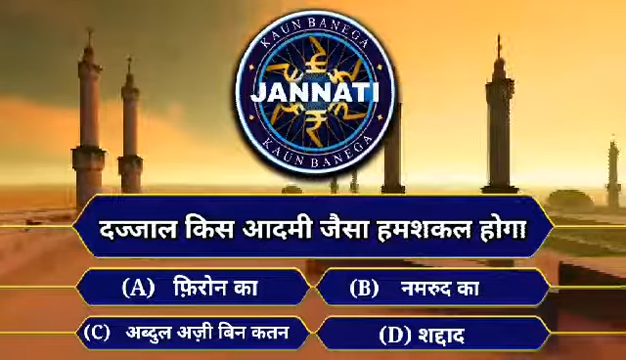 KAUN BANEGA
JANNATI
KAUN BANEGA
दज्जाल किस आदमी जैसा हमशकल होगा
(A) फ़िरोन का
(B) नमरुद का
(C) अब्दुल अज़ी बिन कतन
(D) शद्दाद